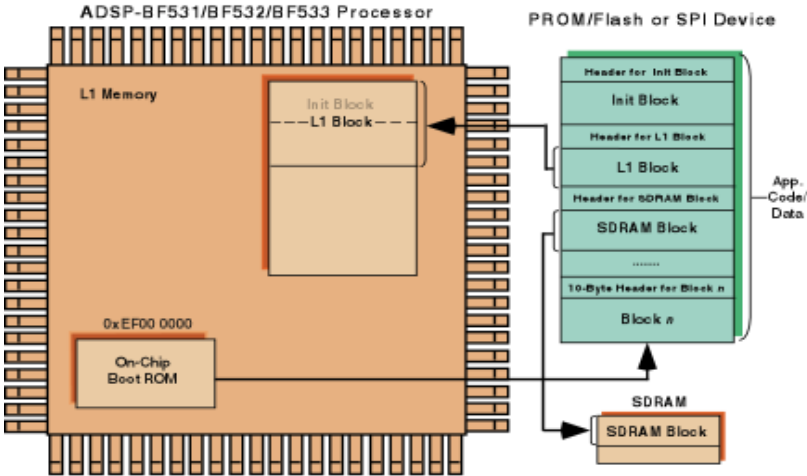 ADSP-BF531/BF532/BF533 Processor
PROM/Flash or SPI Device
L1 Memory
Init Block
L1 Block
0xEF00 0000
On-Chip
Boot ROM
Header for Init Block
Init Block
Header for L1 Block
L1 Block
Header for SDRAM Block
SDRAM Block
.......
10-Byte Header for Block n
Block n
App.
Code/
Data
SDRAM
SDRAM Block